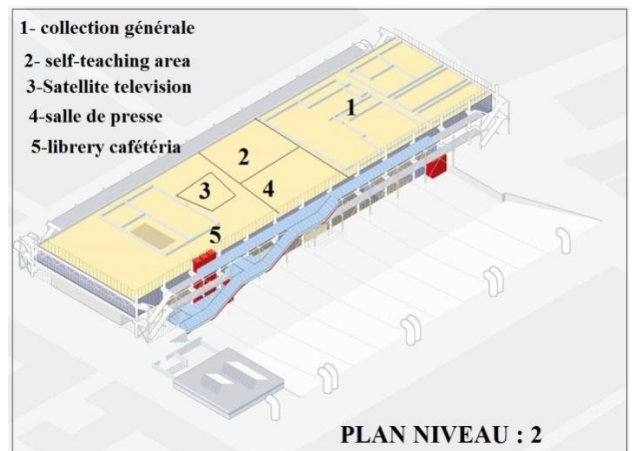 1- collection générale
2- self-teaching area
3-Satellite television
4-salle de presse
5-librery cafétéria
1
2
3
4
5
PLAN NIVEAU : 2